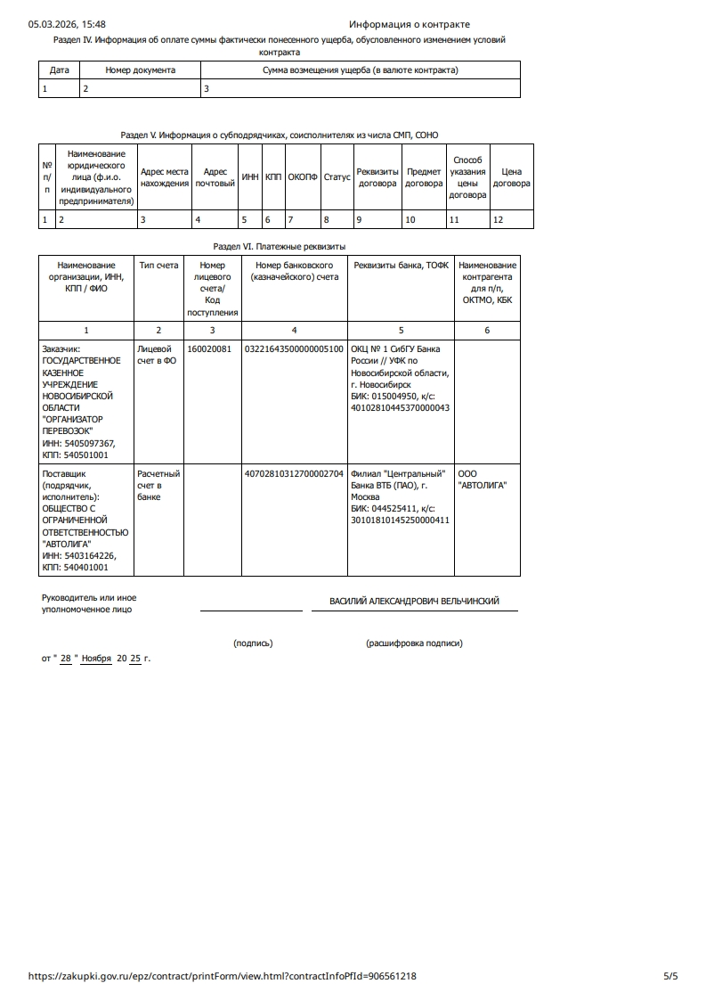 05.03.2026, 15:48 Информация о контракте
Раздел IV. Информация об оплате суммы фактически понесенного ущерба, обусловленного изменением условий
контракта
Дата Номер документа Сумма возмещения ущерба (в валюте контракта)
1 2 3
Раздел V. Информация о субподрядчиках, соисполнителях из числа СМП, СОНО
№
п/
п
Наименование
юридического
лица (ф.и.о.
индивидуального
предпринимателя)
Адрес места
нахождения
Адрес
почтовый
ИНН
КПП
ОКОПФ
Статус
Реквизиты
договора
Предмет
договора
Способ
указания
цены
договора
Цена
договора
1 2 3 4 5 6 7 8 9 10 11 12
Раздел VI. Платежные реквизиты
Наименование
организации, ИНН,
КПП / ФИО
Тип счета
Номер
лицевого
счета/
Код
поступления
Номер банковского
(казначейского) счета
Реквизиты банка, ТОФК
Наименование
контрагента
для п/п,
ОКТМО, КБК
1 2 3 4 5 6
Заказчик:
ГОСУДАРСТВЕННОЕ
КАЗЕННОЕ
УЧРЕЖДЕНИЕ
НОВОСИБИРСКОЙ
ОБЛАСТИ
"ОРГАНИЗАТОР
ПЕРЕВОЗОК"
ИНН: 5405097367,
КПП: 540501001
Лицевой
счет в ФО
160020081
03221643500000005100
ОКЦ № 1 СибГУ Банка
России // УФК по
Новосибирской области,
г. Новосибирск
БИК: 015004950, к/с:
40102810445370000043
Поставщик
(подрядчик,
исполнитель):
ОБЩЕСТВО С
ОГРАНИЧЕННОЙ
ОТВЕТСТВЕННОСТЬЮ
"АВТОЛИГА"
ИНН: 5403164226,
КПП: 540401001
Расчетный
счет в
банке
40702810312700002704
Филиал "Центральный"
Банка ВТБ (ПАО), г.
Москва
БИК: 044525411, к/с:
30101810145250000411
ООО
"АВТОЛИГА"
Руководитель или иное
уполномоченное лицо
ВАСИЛИЙ АЛЕКСАНДРОВИЧ ВЕЛЬЧИНСКИЙ
(подпись) (расшифровка подписи)
от " 28 " Ноября 20 25 г.
https://zakupki.gov.ru/epz/contract/printForm/view.html?contractInfoPfId=906561218 5/5